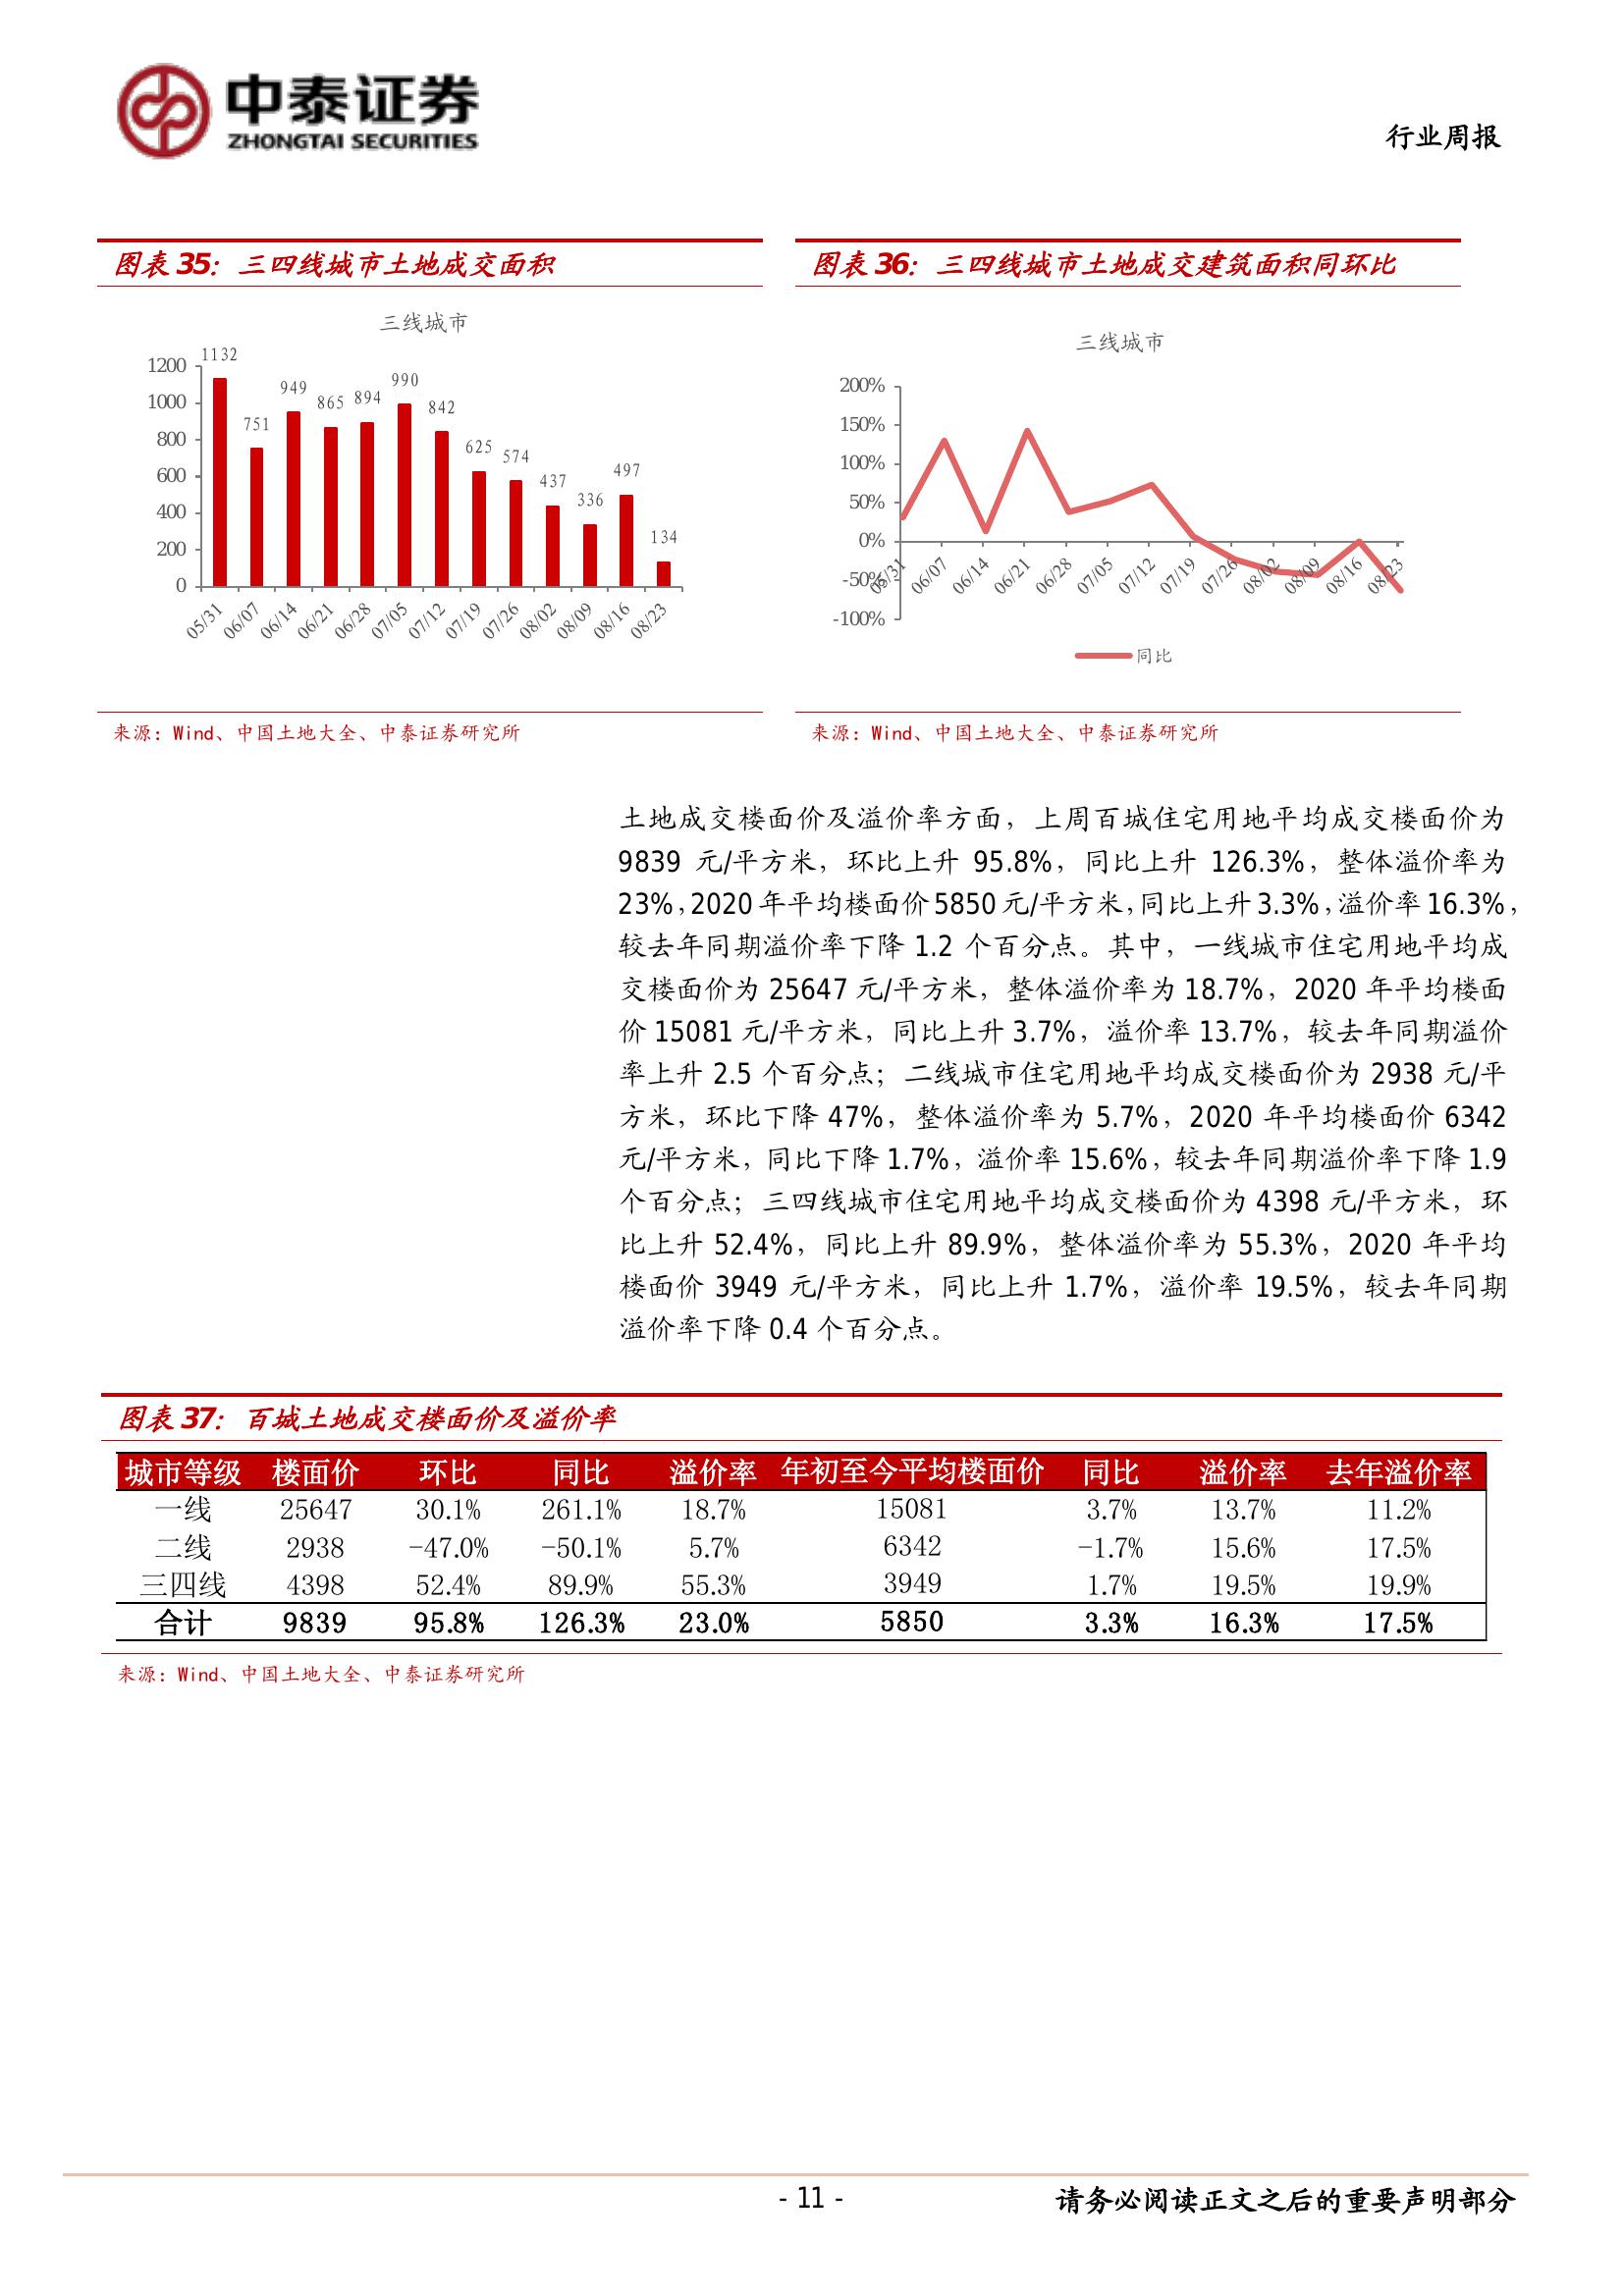 中泰证券
ZHONGTAI SECURITIES
行业周报
图表35：三四线城市土地成交面积
三线城市
1200
1000
800
600
400
200
0
1132
751
949
865
894
990
842
625
574
437
336
497
134
05/31
06/07
06/14
06/21
06/28
07/05
07/12
07/19
07/26
08/02
08/09
08/16
08/23
来源：Wind、中国土地大全、中泰证券研究所
图表36：三四线城市土地成交建筑面积同环比
三线城市
200%
150%
100%
50%
0%
-50%
-100%
05/31
06/07
06/14
06/21
06/28
07/05
07/12
07/19
07/26
08/02
08/09
08/16
08/23
同比
来源：Wind、中国土地大全、中泰证券研究所
土地成交楼面价及溢价率方面，上周百城住宅用地平均成交楼面价为
9839 元/平方米，环比上升 95.8%，同比上升 126.3%，整体溢价率为
23%，2020 年平均楼面价 5850 元/平方米，同比上升 3.3%，溢价率 16.3%，
较去年同期溢价率下降 1.2 个百分点。其中，一线城市住宅用地平均成
交楼面价为 25647 元/平方米，整体溢价率为 18.7%，2020 年平均楼面
价 15081 元/平方米，同比上升 3.7%，溢价率 13.7%，较去年同期溢价
率上升 2.5 个百分点；二线城市住宅用地平均成交楼面价为 2938 元/平
方米，环比下降 47%，整体溢价率为 5.7%，2020 年平均楼面价 6342
元/平方米，同比下降 1.7%，溢价率 15.6%，较去年同期溢价率下降 1.9
个百分点；三四线城市住宅用地平均成交楼面价为 4398 元/平方米，环
比上升 52.4%，同比上升 89.9%，整体溢价率为 55.3%，2020 年平均
楼面价 3949 元/平方米，同比上升 1.7%，溢价率 19.5%，较去年同期
溢价率下降 0.4 个百分点。
图表37：百城土地成交楼面价及溢价率
城市等级 楼面价 环比 同比 溢价率 年初至今平均楼面价 同比 溢价率 去年溢价率
一线 25647 30.1% 261.1% 18.7% 15081 3.7% 13.7% 11.2%
二线 2938 -47.0% -50.1% 5.7% 6342 -1.7% 15.6% 17.5%
三四线 4398 52.4% 89.9% 55.3% 3949 1.7% 19.5% 19.9%
合计 9839 95.8% 126.3% 23.0% 5850 3.3% 16.3% 17.5%
来源：Wind、中国土地大全、中泰证券研究所
- 11 -
请务必阅读正文之后的重要声明部分